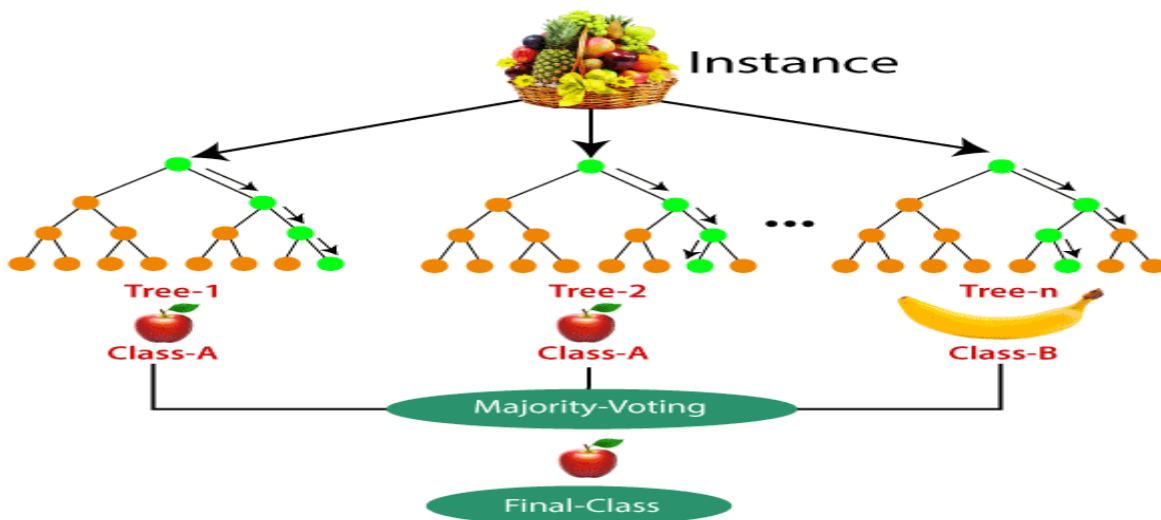 Instance
Tree-1
Tree-2
...
Tree-n
Class-A
Class-A
Class-B
Majority-Voting
Final-Class